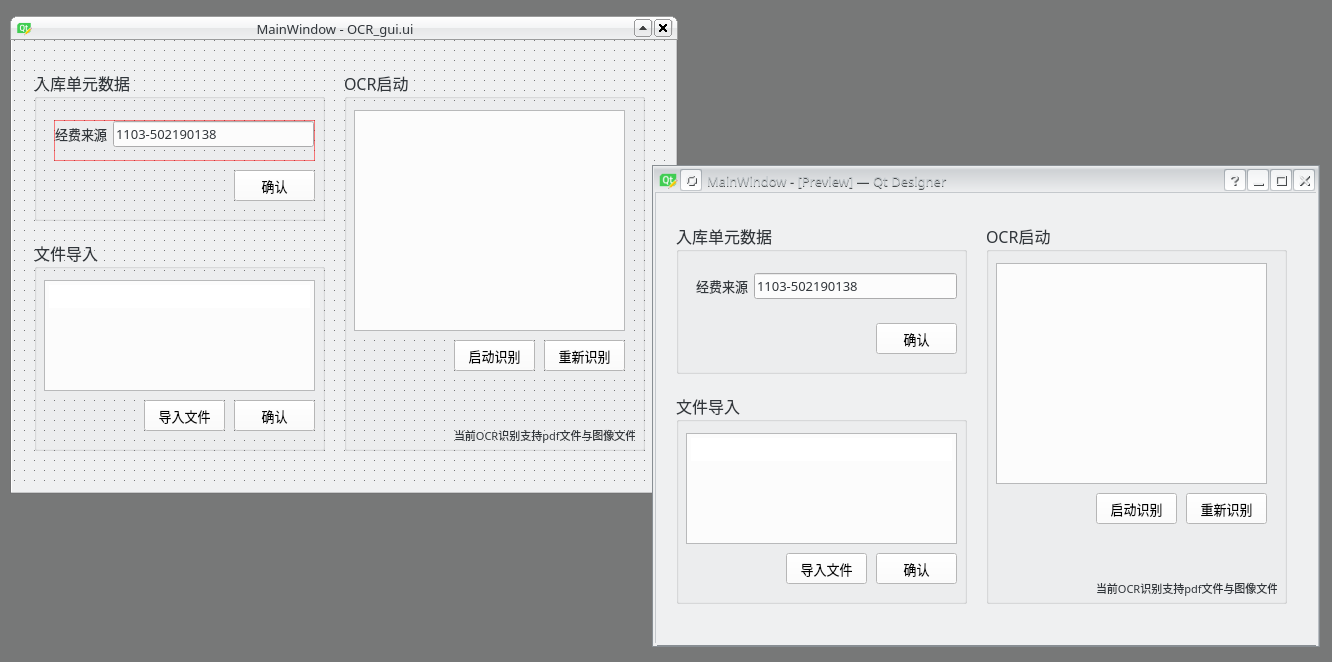 MainWindow - OCR_gui.ui
入库单元数据
经费来源 1103-502190138
确认
文件导入
导入文件 确认
OCR启动
启动识别 重新识别
当前OCR识别支持pdf文件与图像文件
MainWindow - [Preview] — Qt Designer
入库单元数据
经费来源 1103-502190138
确认
文件导入
导入文件 确认
OCR启动
启动识别 重新识别
当前OCR识别支持pdf文件与图像文件